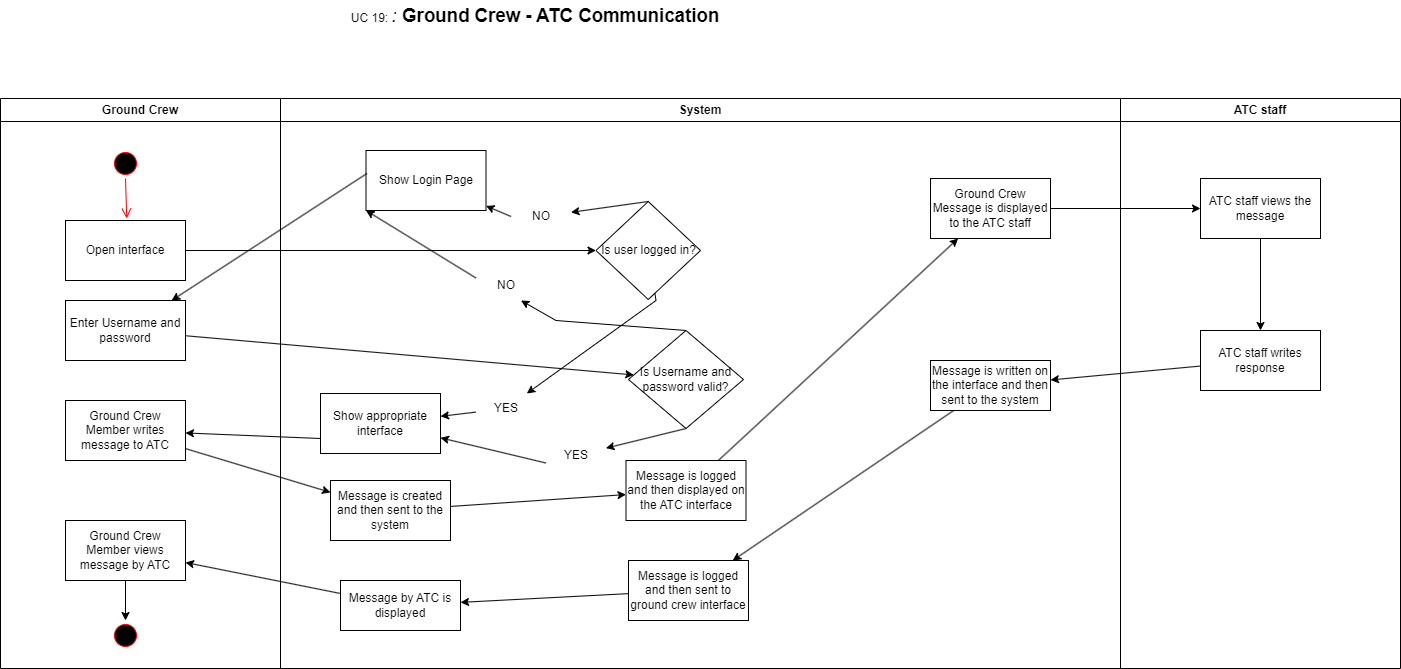 UC 19: : Ground Crew - ATC Communication
Ground Crew
System
ATC staff
Show Login Page
NO
Is user logged in?
Open interface
Ground Crew
Message is displayed
to the ATC staff
ATC staff views the
message
NO
Enter Username and
password
Is Username and
password valid?
ATC staff writes
response
Message is written on
the interface and then
sent to the system
YES
Show appropriate
interface
Ground Crew
Member writes
message to ATC
YES
Message is created
and then sent to the
system
Message is logged
and then displayed on
the ATC interface
Ground Crew
Member views
message by ATC
Message by ATC is
displayed
Message is logged
and then sent to
ground crew interface